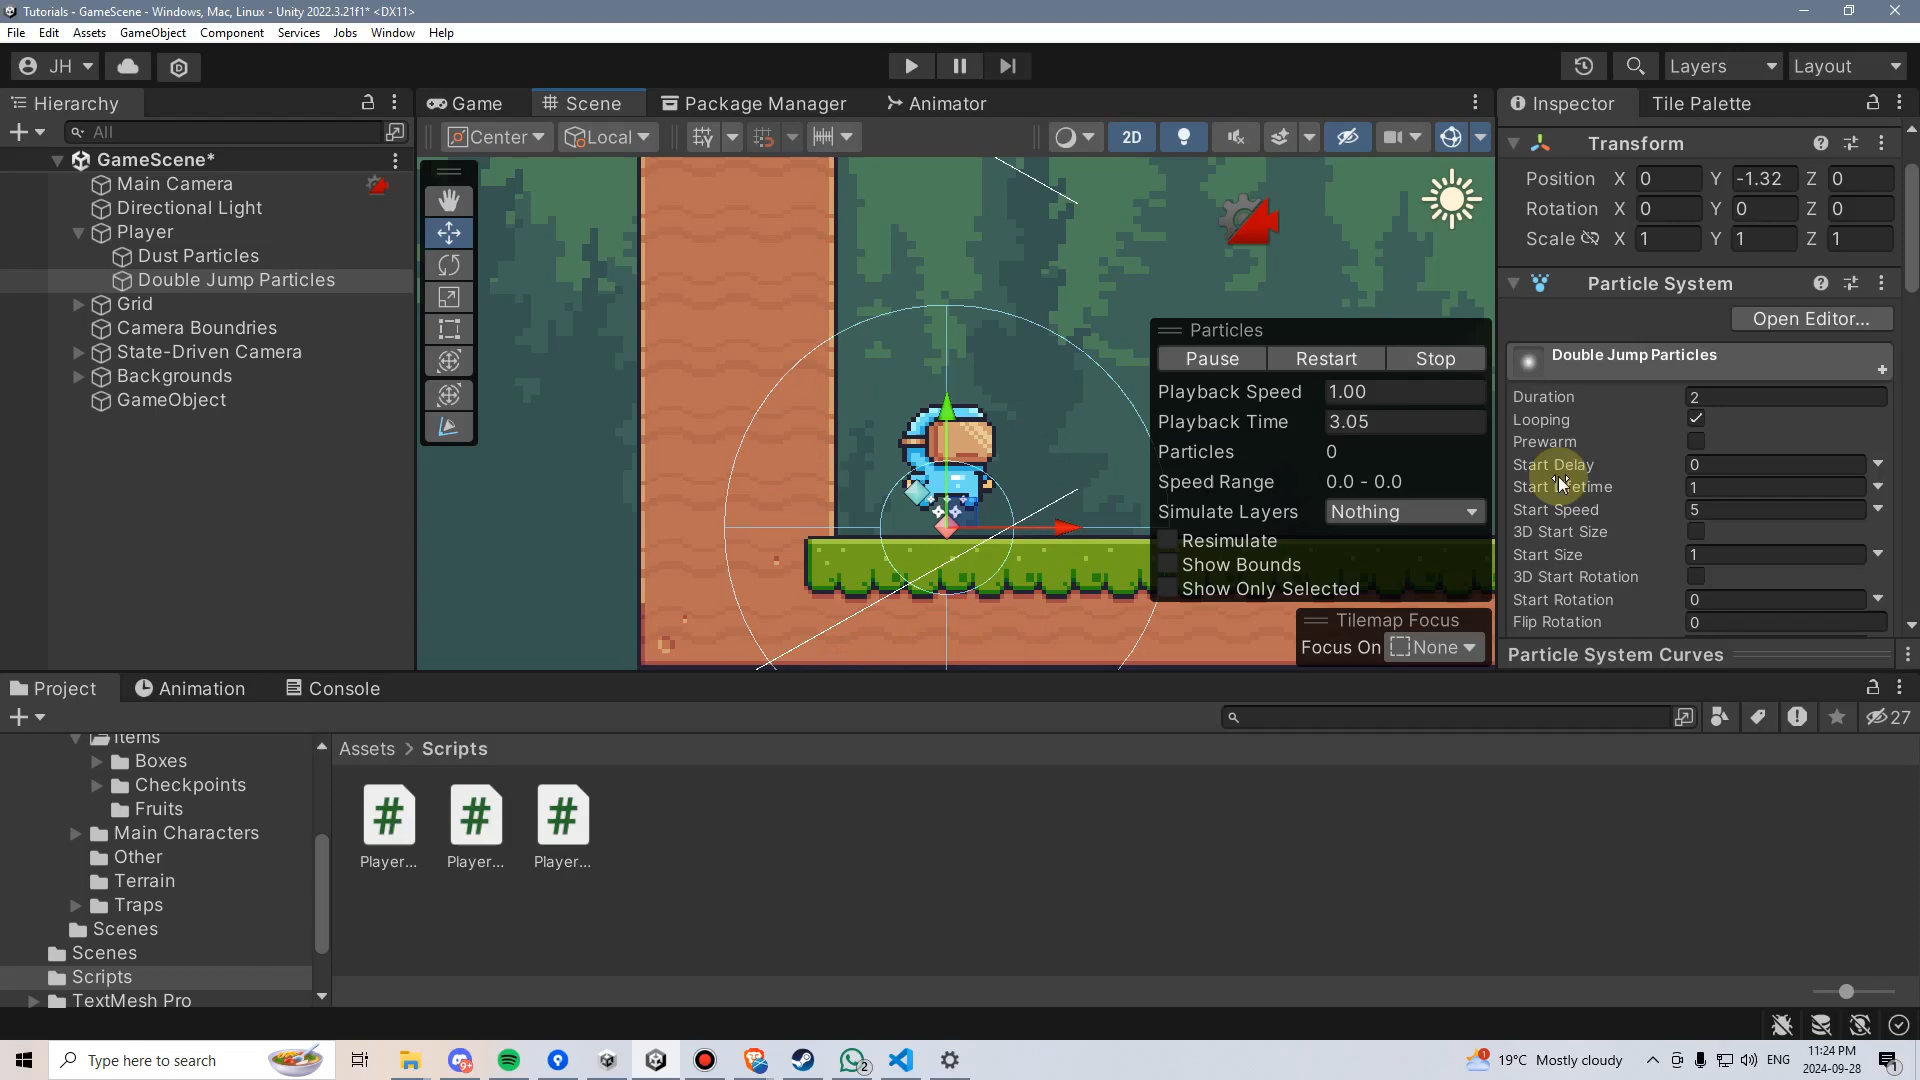 Tutorials - GameScene - Windows, Mac, Linux - Unity 2022.3.21f1* <DX11>
File Edit Assets GameObject Component Services Jobs Window Help
JH Layers Layout
Hierarchy Game Scene Package Manager Animator Inspector Tile Palette
All Center Local 2D
GameScene*
Main Camera
Directional Light
Player
Dust Particles
Double Jump Particles
Grid
Camera Boundries
State-Driven Camera
Backgrounds
GameObject
Particles
Pause Restart Stop
Playback Speed 1.00
Playback Time 3.05
Particles 0
Speed Range 0.0 - 0.0
Simulate Layers Nothing
Resimulate
Show Bounds
Show Only Selected
Tilemap Focus
Focus On None
Transform
Position X 0 Y -1.32 Z 0
Rotation X 0 Y 0 Z 0
Scale X 1 Y 1 Z 1
Particle System
Open Editor...
Double Jump Particles
Duration 2
Looping
Prewarm
Start Delay 0
Start Lifetime 1
Start Speed 5
3D Start Size
Start Size 1
3D Start Rotation
Start Rotation 0
Flip Rotation 0
Particle System Curves
Project Animation Console
27
Items
Boxes
Checkpoints
Fruits
Main Characters
Other
Terrain
Traps
Scenes
Scenes
Scripts
TextMesh Pro
Assets > Scripts
Player... Player... Player...
Type here to search
9+
2
1
19°C Mostly cloudy
ENG
11:24 PM
2024-09-28
1